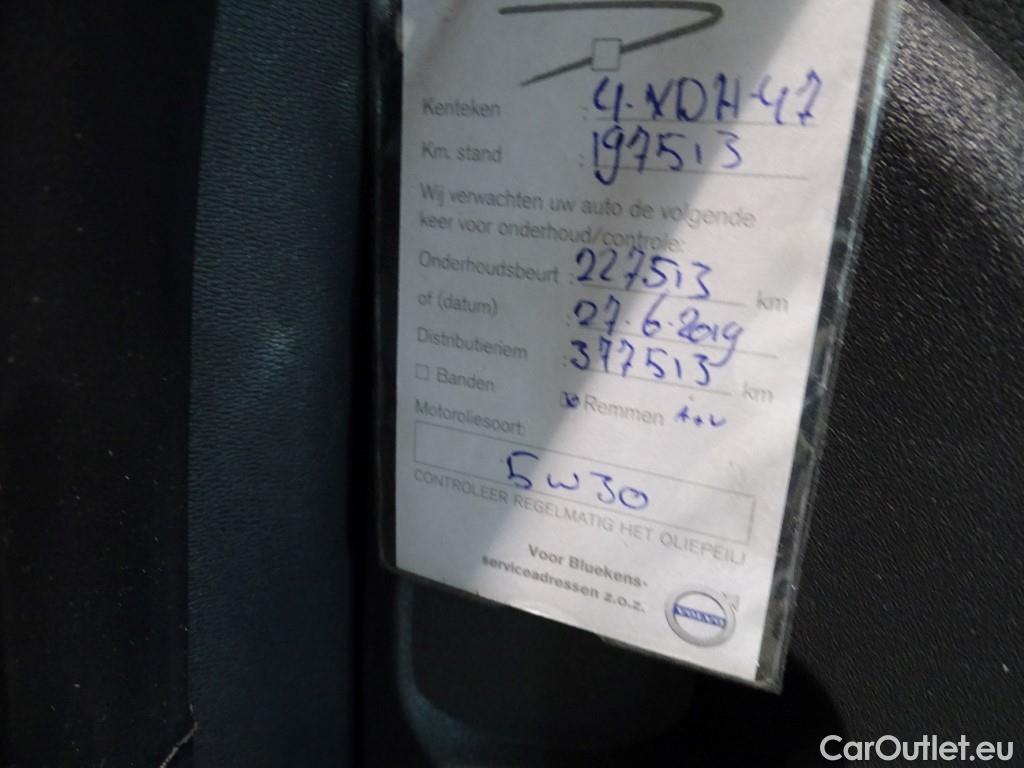 Kenteken : 4-XDH-47
Km. stand : 197513
Wij verwachten uw auto de volgende
keer voor onderhoud/controle:
Onderhoudsbeurt : 227513 km
of (datum) : 27-6-2019
Distributieriem : 377513 km
☐ Banden ☒ Remmen A+V
Motoroliesoort:
5W30
CONTROLEER REGELMATIG HET OLIEPEIL!
Voor Bluekens-
serviceadressen z.o.z.
VOLVO
CarOutlet.eu